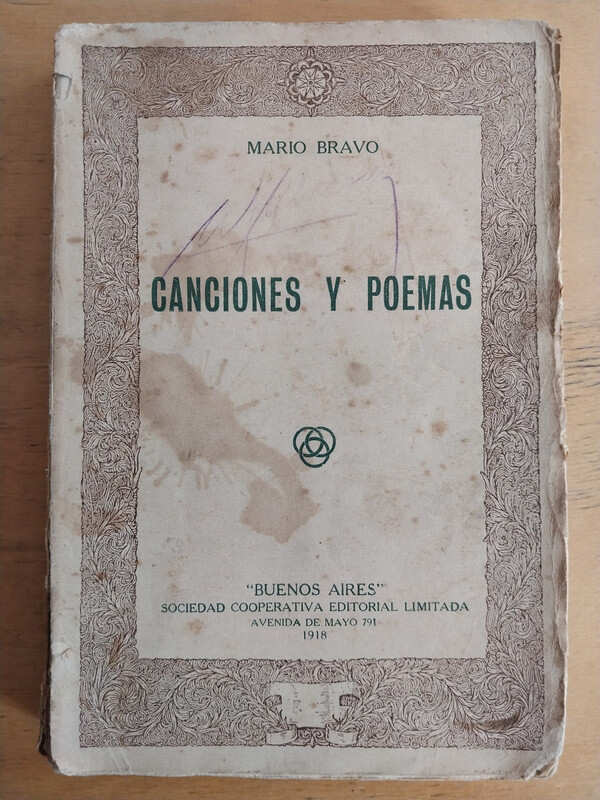 MARIO BRAVO
CANCIONES Y POEMAS
"BUENOS AIRES"
SOCIEDAD COOPERATIVA EDITORIAL LIMITADA
AVENIDA DE MAYO 791
1918